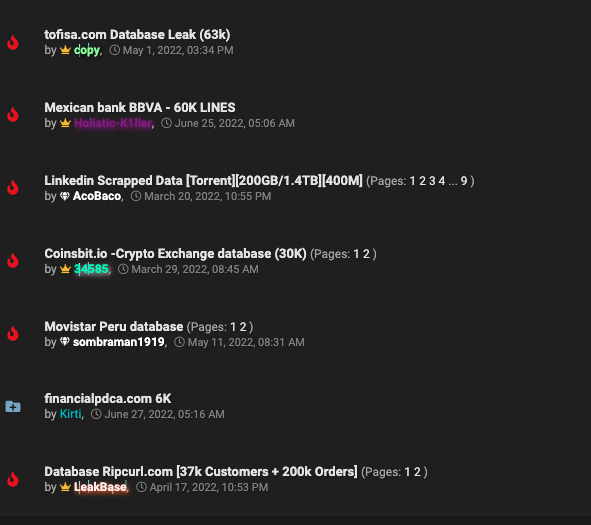 tofisa.com Database Leak (63k)
by copy, May 1, 2022, 03:34 PM
Mexican bank BBVA - 60K LINES
by Holistic-K1ller, June 25, 2022, 05:06 AM
Linkedin Scrapped Data [Torrent][200GB/1.4TB][400M] (Pages: 1 2 3 4 ... 9 )
by AcoBaco, March 20, 2022, 10:55 PM
Coinsbit.io -Crypto Exchange database (30K) (Pages: 1 2 )
by 34585, March 29, 2022, 08:45 AM
Movistar Peru database (Pages: 1 2 )
by sombraman1919, May 11, 2022, 08:31 AM
financialpdca.com 6K
by Kirti, June 27, 2022, 05:16 AM
Database Ripcurl.com [37k Customers + 200k Orders] (Pages: 1 2 )
by LeakBase, April 17, 2022, 10:53 PM